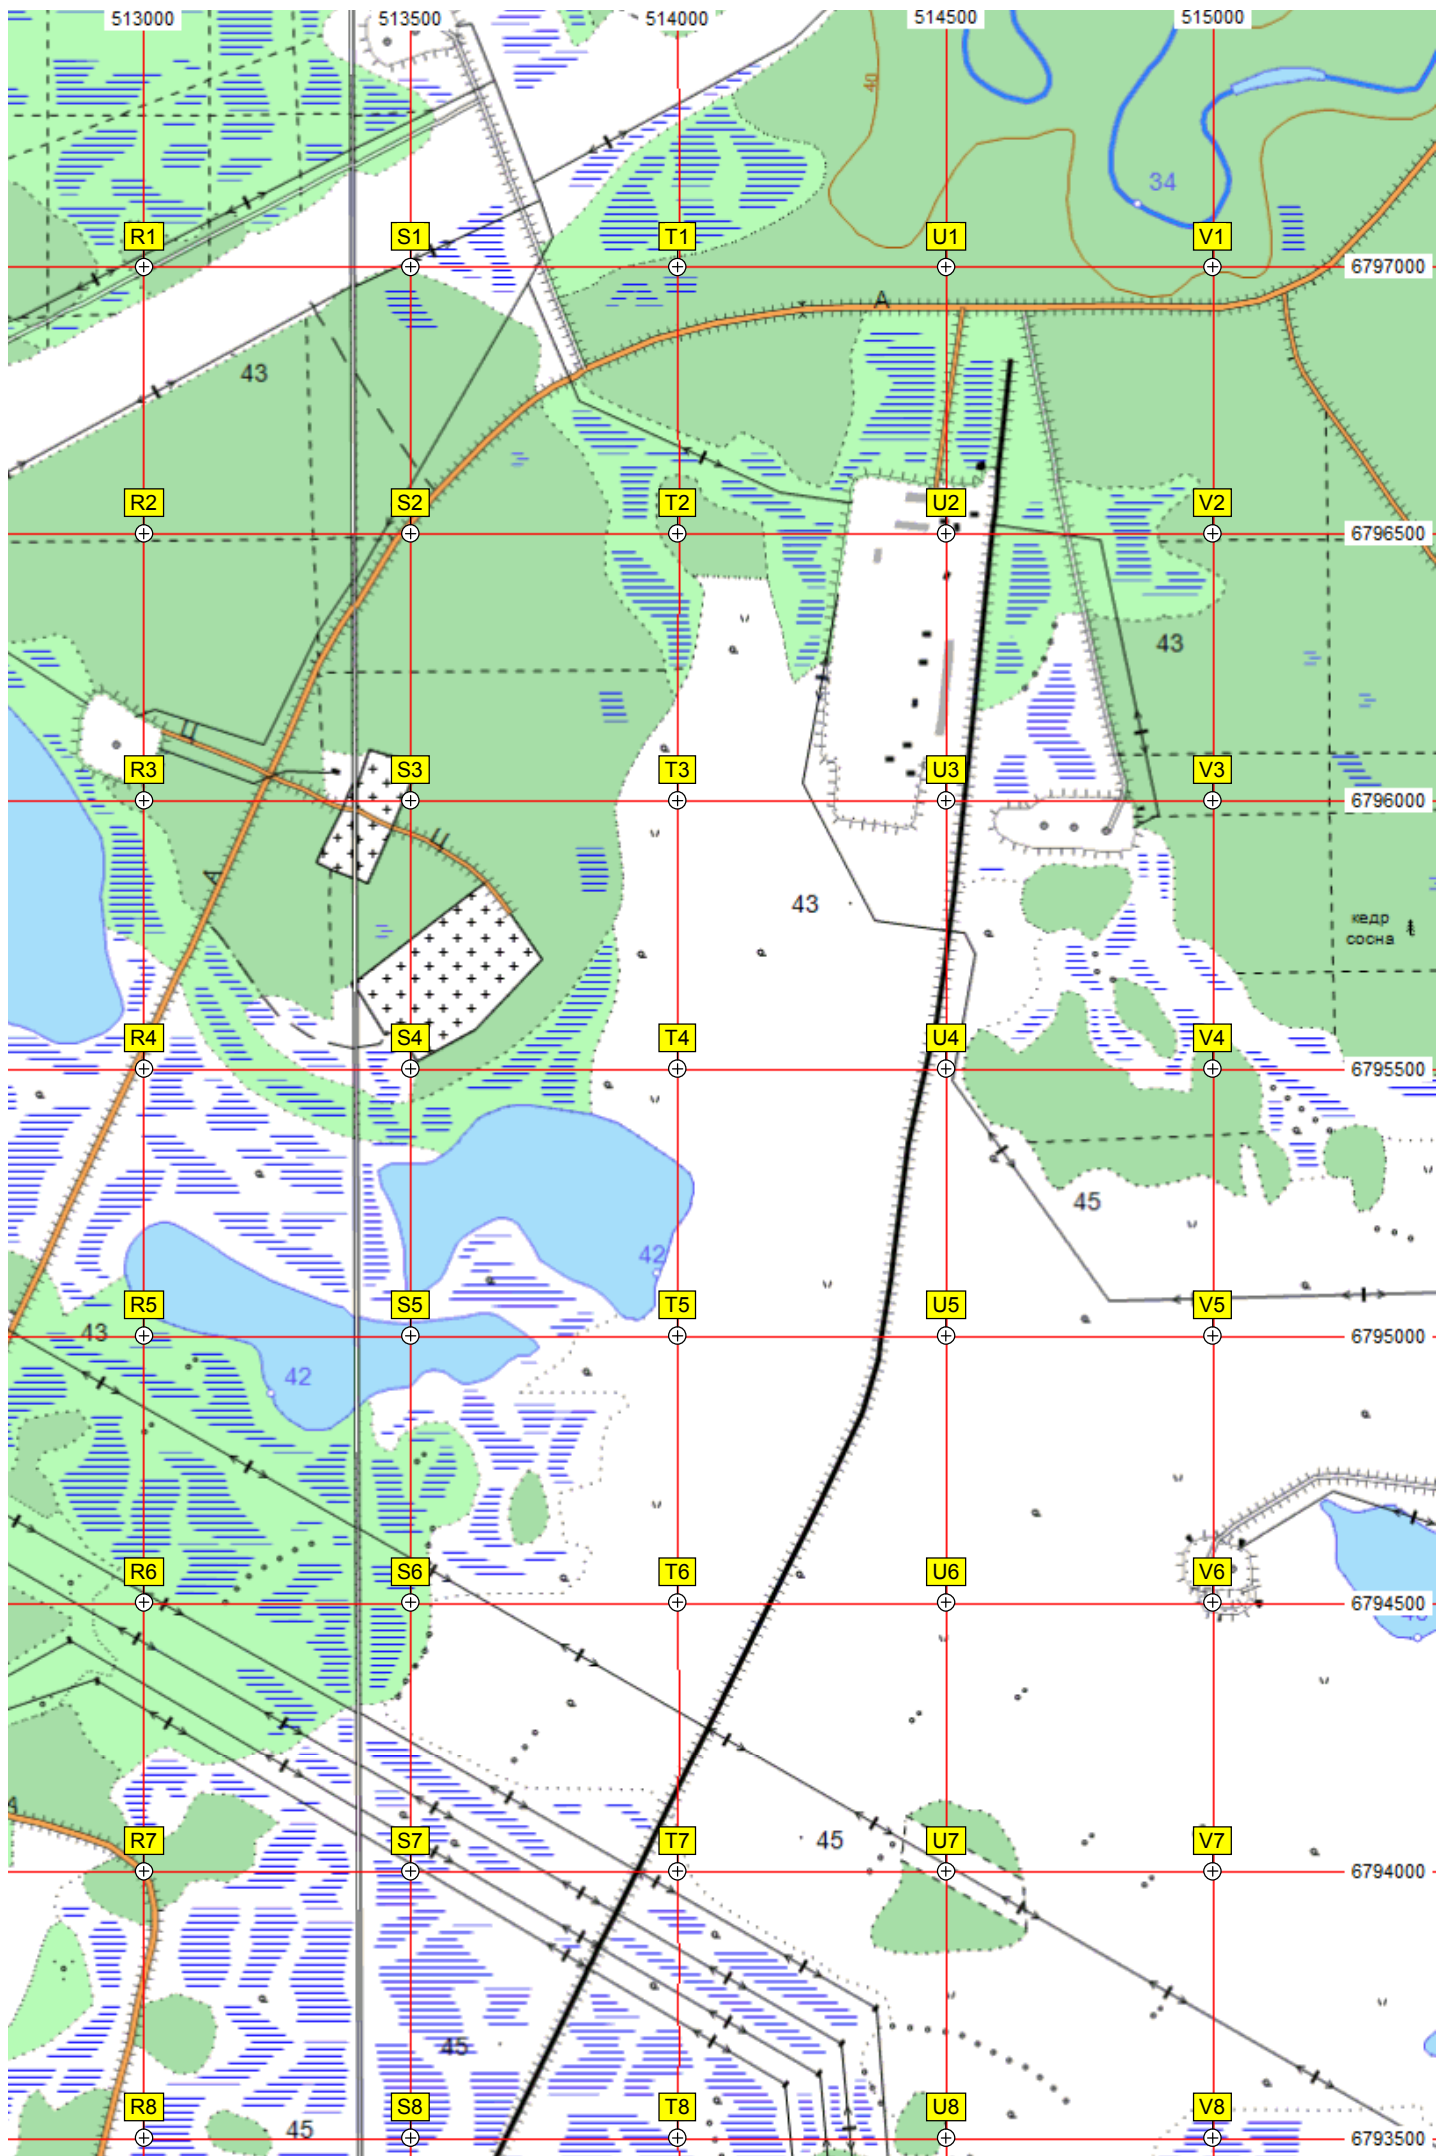 513000 513500 514000 514500 515000
40
34
R1 S1 T1 U1 V1
6797000
A
43
R2 S2 T2 U2 V2
6796500
43
R3 S3 T3 U3 V3
6796000
A
43
кедр
сосна
R4 S4 T4 U4 V4
6795500
45
42
R5 S5 T5 U5 V5
43
6795000
42
R6 S6 T6 U6 V6
6794500
A
R7 S7 T7 45 U7 V7
6794000
45
R8 S8 T8 U8 V8
45
6793500